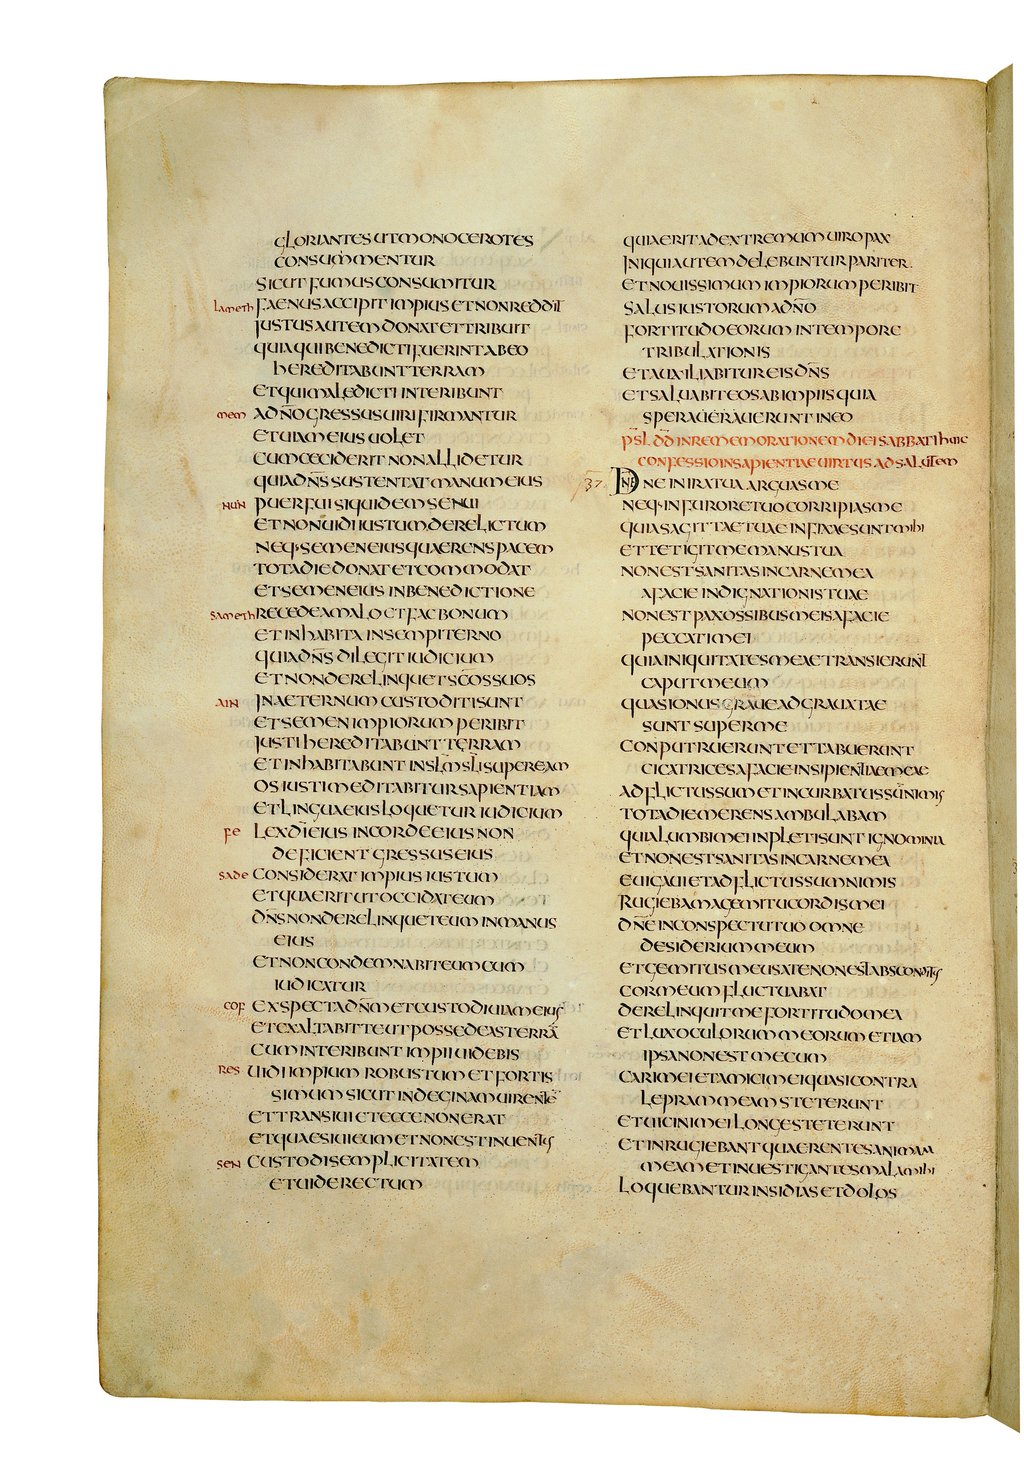 GLORIANTES UT MONOCEROTES
CONSUMMENTUR
SICUT FUMUS CONSUMITUR
lameth FAENUS ACCIPIT IMPIUS ET NON REDDIT
IUSTUS AUTEM DONAT ET TRIBUIT
QUIA QUI BENEDICTI FUERINT AB EO
HEREDITABUNT TERRAM
ET QUI MALEDICTI INTERIBUNT
mem A DÑO GRESSUS UIRI FIRMANTUR
ET UIAM EIUS UOLET
CUM CECIDERIT NON ALLIDETUR
QUIA DÑS SUSTENTAT MANUM EIUS
NUN PUER FUI SIQUIDEM SENUI
ET NON UIDI IUSTUM DERELICTUM
NEQ· SEMEN EIUS QUAERENS PACEM
TOTA DIE DONAT ET COMMODAT
ET SEMEN EIUS IN BENEDICTIONE
SAMETH RECEDE A MALO ET FAC BONUM
ET INHABITA IN SEMPITERNO
QUIA DÑS DILEGIT IUDICIUM
ET NON DERELINQUET SCOS SUOS
AIN IN AETERNUM CUSTODITI SUNT
ET SEMEN IMPIORUM PERIBIT
IUSTI HEREDITABUNT TERRAM
ET INHABITABUNT IN SLM SLI SUPER EAM
OS IUSTI MEDITABITUR SAPIENTIAM
ET LINGUA EIUS LOQUETUR IUDICIUM
FE LEX DI EIUS IN CORDE EIUS NON
DEFICIENT GRESSUS EIUS
SADE CONSIDERAT IMPIUS IUSTUM
ET QUAERIT UT OCCIDAT EUM
DÑS NON DERELINQUET EUM IN MANUS
EIUS
ET NON CONDEMNABIT EUM CUM
IUDICATUR
COF EXSPECTA DÑM ET CUSTODI UIAM EIUS
ET EXALTABIT TE UT POSSEDEAS TERRĀ
CUM INTERIBUNT IMPII UIDEBIS
RES UIDI IMPIUM ROBUSTUM ET FORTIS
SIMUM SICUT INDEGINAM UIRENTE
ET TRANSIUI ET ECCE NON ERAT
ET QUAESIUI EUM ET NON EST INUENTUS
SEN CUSTODI SEMPLICITATEM
ET UIDE RECTUM
QUIA ERIT AD EXTREMUM UIRO PAX
INIQUI AUTEM DELEBUNTUR PARITER
ET NOUISSIMUM IMPIORUM PERIBIT
SALUS IUSTORUM A DÑO
FORTITUDO EORUM IN TEMPORE
TRIBULATIONIS
ET AUXILIABITUR EIS DÑS
ET SALUABIT EOS AB IMPIIS QUIA
SPERAUERAUERUNT IN EO
PSL DD IN REMEMORATIONEM DIEI SABBATI HUIC
CONFESSIO IN SAPIENTIAE UIRTUS AD SALUTEM
37 DNE NE IN IRA TUA ARGUAS ME
NEQ· IN FURORE TUO CORRIPIAS ME
QUIA SAGITTAE TUAE INFIXAE SUNT MIHI
ET TETIGIT ME MANUS TUA
NON EST SANITAS IN CARNE MEA
A FACIE INDIGNATIONIS TUAE
NON EST PAX OSSIBUS MEIS A FACIE
PECCATI MEI
QUIA INIQUITATES MEAE TRANSIERUNT
CAPUT MEUM
QUASI ONUS GRAUE AD GRAUATAE
SUNT SUPER ME
CONPUTRUERUNT ET TABUERUNT
CICATRICES A FACIE INSIPIENTIAE MEAE
ADFLICTUS SUM ET INCURBATUS SUM NIMIS
TOTA DIE MERENS AMBULABAM
QUIA LUMBI MEI INPLETI SUNT IGNOMINIA
ET NON EST SANITAS IN CARNE MEA
EUIGAUI ET ADFLICTUS SUM NIMIS
RUGIEBAM A GEMITU CORDIS MEI
DÑE IN CONSPECTU TUO OMNE
DESIDERIUM MEUM
ET GEMITUS MEUS A TE NON EST ABSCONDITUS
COR MEUM FLUCTUABAT
DERELINQUIT ME FORTITUDO MEA
ET LUX OCULORUM MEORUM ETIAM
IPSA NON EST MECUM
CARI MEI ET AMICI MEI QUASI CONTRA
LEPRAM MEAM STETERUNT
ET UICINI MEI LONGE STETERUNT
ET INRUGIEBANT QUAERENTES ANIMAM
MEAM ET INUESTIGANTES MALA MIHI
LOQUEBANTUR INSIDIAS ET DOLOS